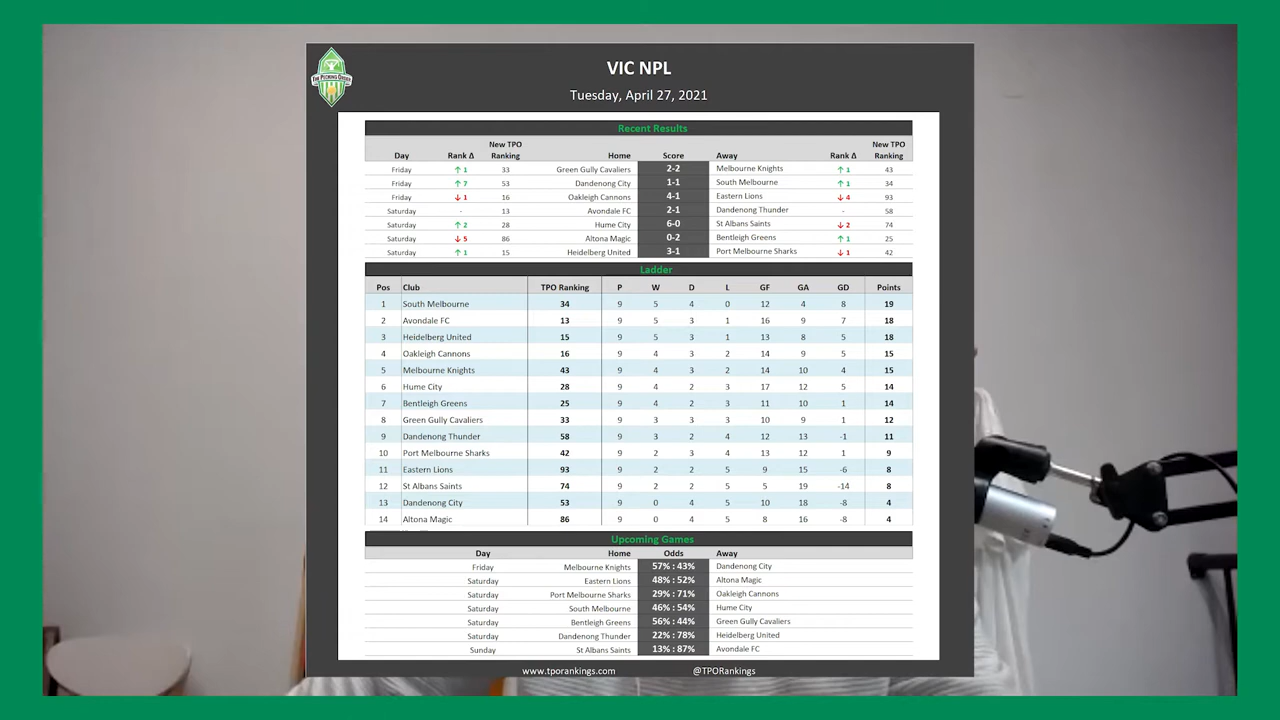 THE PECKING ORDER
VIC NPL
Tuesday, April 27, 2021
Recent Results
Day Rank Δ New TPO Ranking Home Score Away Rank Δ New TPO Ranking
Friday ↑ 1 33 Green Gully Cavaliers 2-2 Melbourne Knights ↑ 1 43
Friday ↑ 7 53 Dandenong City 1-1 South Melbourne ↑ 1 34
Friday ↓ 1 16 Oakleigh Cannons 4-1 Eastern Lions ↓ 4 93
Saturday - 13 Avondale FC 2-1 Dandenong Thunder - 58
Saturday ↑ 2 28 Hume City 6-0 St Albans Saints ↓ 2 74
Saturday ↓ 5 86 Altona Magic 0-2 Bentleigh Greens ↑ 1 25
Saturday ↑ 1 15 Heidelberg United 3-1 Port Melbourne Sharks ↓ 1 42
Ladder
Pos Club TPO Ranking P W D L GF GA GD Points
1 South Melbourne 34 9 5 4 0 12 4 8 19
2 Avondale FC 13 9 5 3 1 16 9 7 18
3 Heidelberg United 15 9 5 3 1 13 8 5 18
4 Oakleigh Cannons 16 9 4 3 2 14 9 5 15
5 Melbourne Knights 43 9 4 3 2 14 10 4 15
6 Hume City 28 9 4 2 3 17 12 5 14
7 Bentleigh Greens 25 9 4 2 3 11 10 1 14
8 Green Gully Cavaliers 33 9 3 3 3 10 9 1 12
9 Dandenong Thunder 58 9 3 2 4 12 13 -1 11
10 Port Melbourne Sharks 42 9 2 3 4 13 12 1 9
11 Eastern Lions 93 9 2 2 5 9 15 -6 8
12 St Albans Saints 74 9 2 2 5 5 19 -14 8
13 Dandenong City 53 9 0 4 5 10 18 -8 4
14 Altona Magic 86 9 0 4 5 8 16 -8 4
Upcoming Games
Day Home Odds Away
Friday Melbourne Knights 57% : 43% Dandenong City
Saturday Eastern Lions 48% : 52% Altona Magic
Saturday Port Melbourne Sharks 29% : 71% Oakleigh Cannons
Saturday South Melbourne 46% : 54% Hume City
Saturday Bentleigh Greens 56% : 44% Green Gully Cavaliers
Saturday Dandenong Thunder 22% : 78% Heidelberg United
Sunday St Albans Saints 13% : 87% Avondale FC
www.tporankings.com @TPORankings